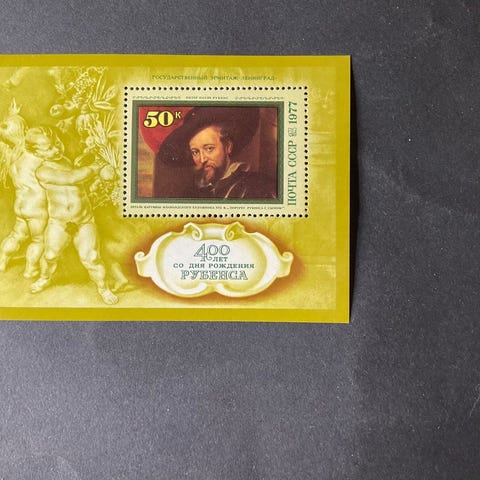 ГОСУДАРСТВЕННЫЙ ЭРМИТАЖ · ЛЕНИНГРАД·
50К
ПОЧТА СССР 1977
400
ЛЕТ
СО ДНЯ РОЖДЕНИЯ
РУБЕНСА